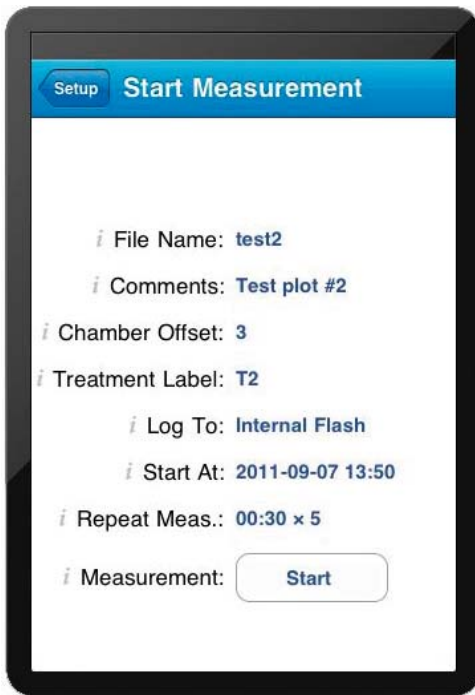 Setup Start Measurement
i File Name: test2
i Comments: Test plot #2
i Chamber Offset: 3
i Treatment Label: T2
i Log To: Internal Flash
i Start At: 2011-09-07 13:50
i Repeat Meas.: 00:30 × 5
i Measurement: Start